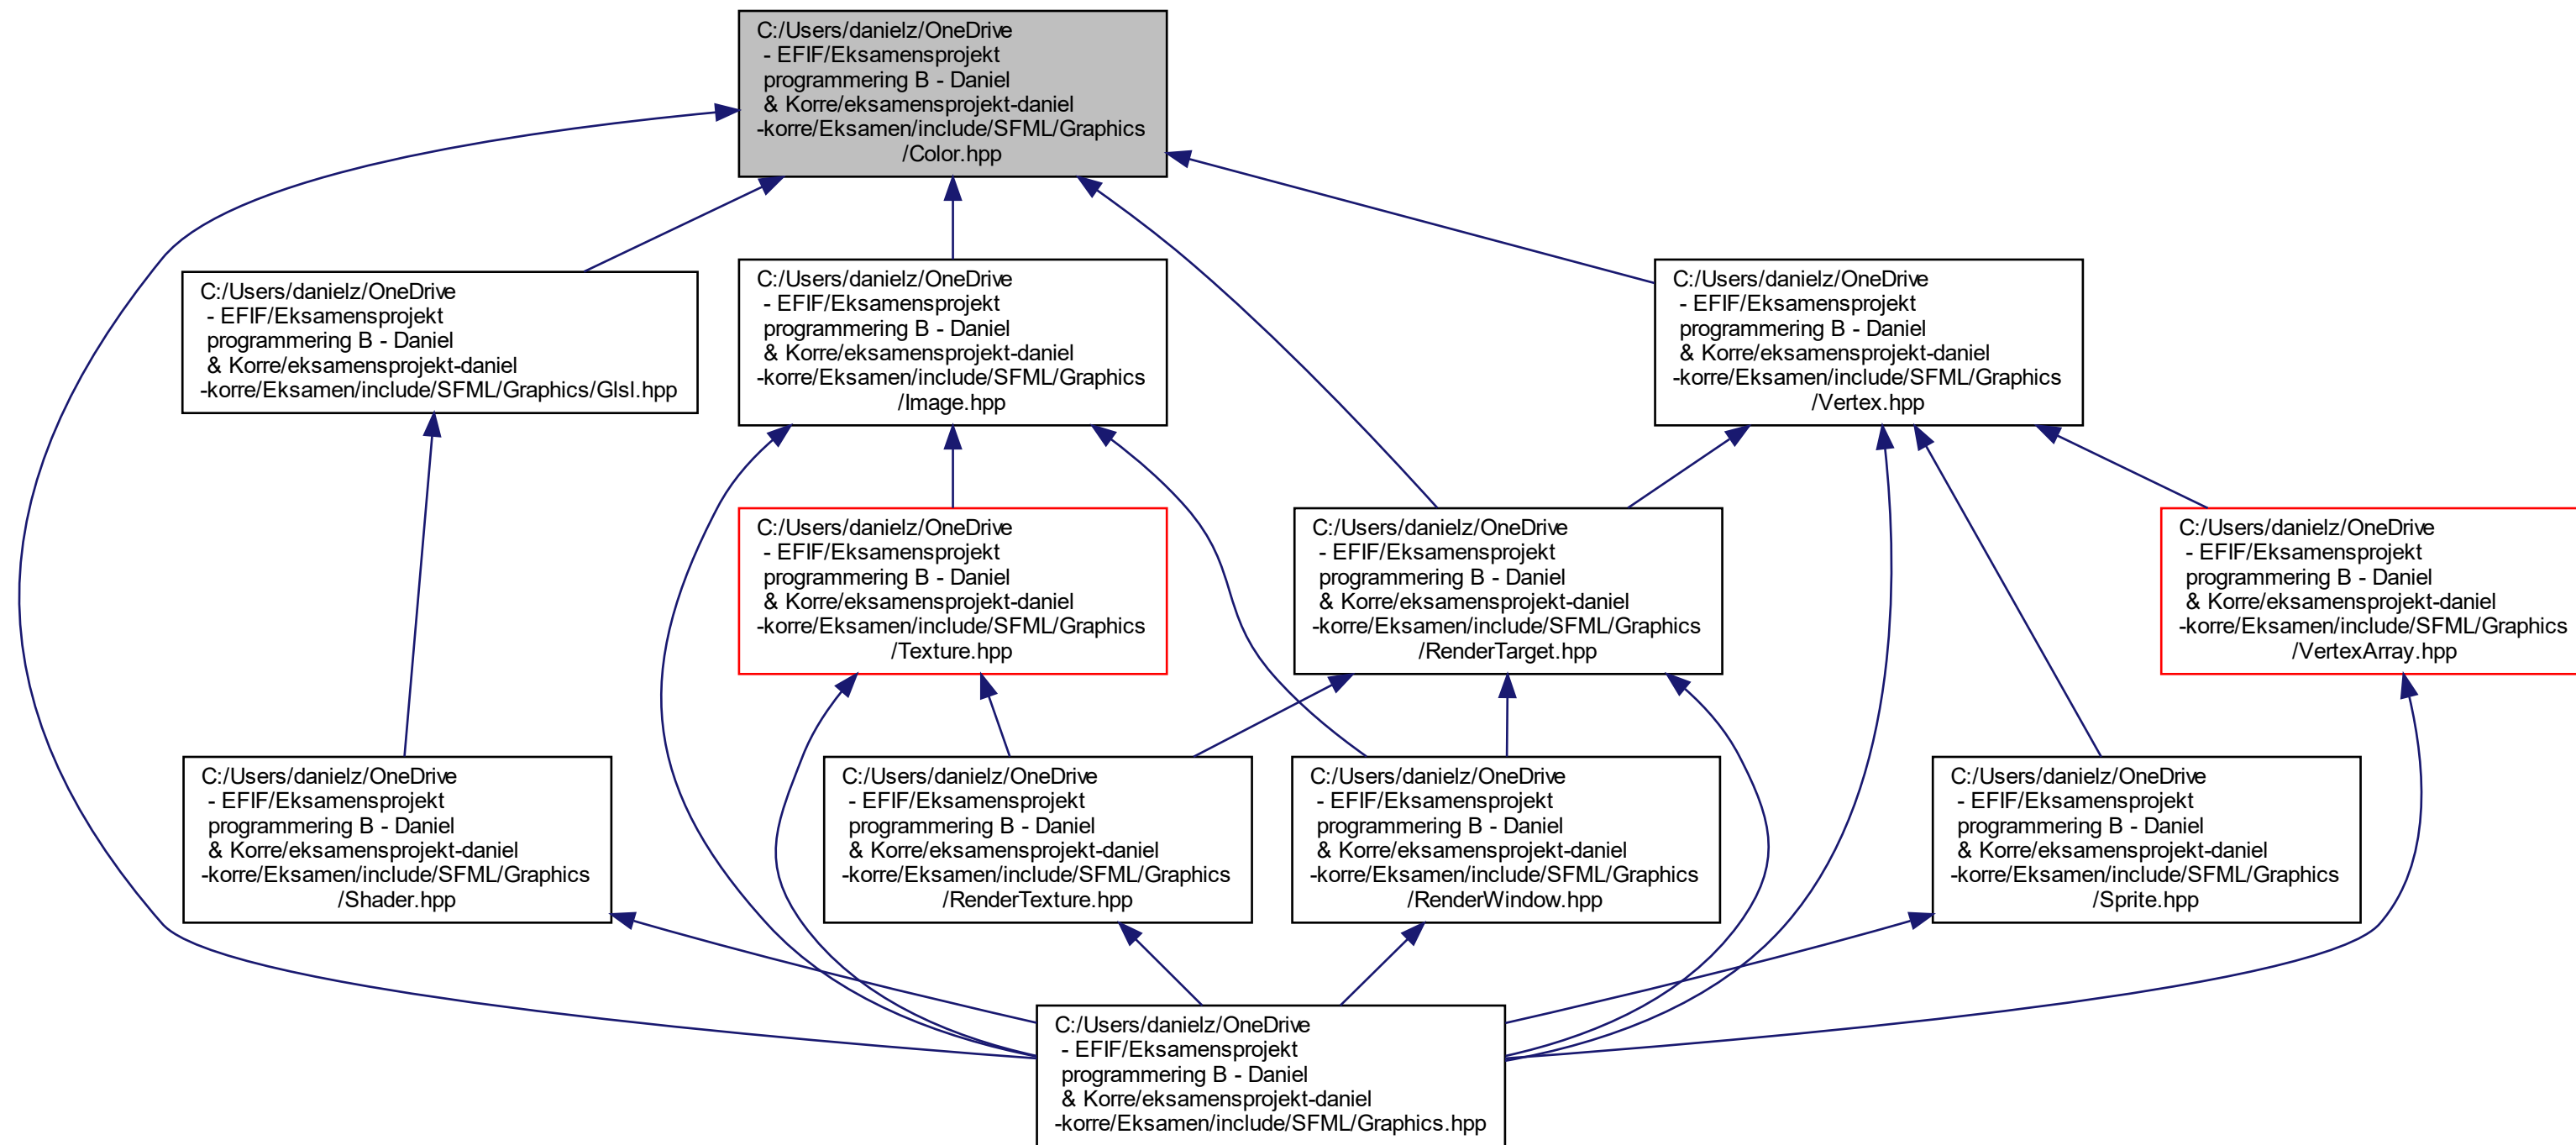 C:/Users/danielz/OneDrive
- EFIF/Eksamensprojekt
programmering B - Daniel
& Korre/eksamensprojekt-daniel
-korre/Eksamen/include/SFML/Graphics
/Color.hpp
C:/Users/danielz/OneDrive
- EFIF/Eksamensprojekt
programmering B - Daniel
& Korre/eksamensprojekt-daniel
-korre/Eksamen/include/SFML/Graphics/Glsl.hpp
C:/Users/danielz/OneDrive
- EFIF/Eksamensprojekt
programmering B - Daniel
& Korre/eksamensprojekt-daniel
-korre/Eksamen/include/SFML/Graphics
/Image.hpp
C:/Users/danielz/OneDrive
- EFIF/Eksamensprojekt
programmering B - Daniel
& Korre/eksamensprojekt-daniel
-korre/Eksamen/include/SFML/Graphics
/Vertex.hpp
C:/Users/danielz/OneDrive
- EFIF/Eksamensprojekt
programmering B - Daniel
& Korre/eksamensprojekt-daniel
-korre/Eksamen/include/SFML/Graphics
/Texture.hpp
C:/Users/danielz/OneDrive
- EFIF/Eksamensprojekt
programmering B - Daniel
& Korre/eksamensprojekt-daniel
-korre/Eksamen/include/SFML/Graphics
/RenderTarget.hpp
C:/Users/danielz/OneDrive
- EFIF/Eksamensprojekt
programmering B - Daniel
& Korre/eksamensprojekt-daniel
-korre/Eksamen/include/SFML/Graphics
/VertexArray.hpp
C:/Users/danielz/OneDrive
- EFIF/Eksamensprojekt
programmering B - Daniel
& Korre/eksamensprojekt-daniel
-korre/Eksamen/include/SFML/Graphics
/Shader.hpp
C:/Users/danielz/OneDrive
- EFIF/Eksamensprojekt
programmering B - Daniel
& Korre/eksamensprojekt-daniel
-korre/Eksamen/include/SFML/Graphics
/RenderTexture.hpp
C:/Users/danielz/OneDrive
- EFIF/Eksamensprojekt
programmering B - Daniel
& Korre/eksamensprojekt-daniel
-korre/Eksamen/include/SFML/Graphics
/RenderWindow.hpp
C:/Users/danielz/OneDrive
- EFIF/Eksamensprojekt
programmering B - Daniel
& Korre/eksamensprojekt-daniel
-korre/Eksamen/include/SFML/Graphics
/Sprite.hpp
C:/Users/danielz/OneDrive
- EFIF/Eksamensprojekt
programmering B - Daniel
& Korre/eksamensprojekt-daniel
-korre/Eksamen/include/SFML/Graphics.hpp